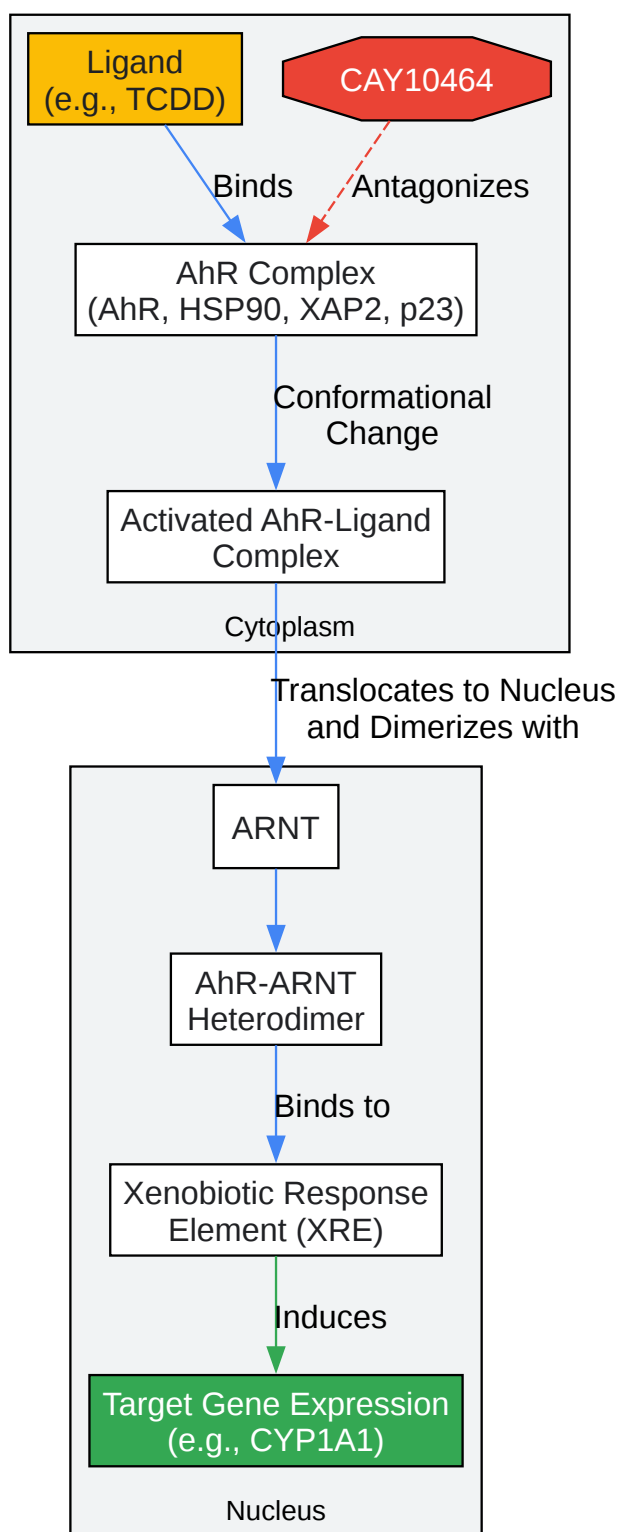 Ligand
(e.g., TCDD)
CAY10464
Binds
Antagonizes
AhR Complex
(AhR, HSP90, XAP2, p23)
Conformational
Change
Activated AhR-Ligand
Complex
Cytoplasm
Translocates to Nucleus
and Dimerizes with
ARNT
AhR-ARNT
Heterodimer
Binds to
Xenobiotic Response
Element (XRE)
Induces
Target Gene Expression
(e.g., CYP1A1)
Nucleus